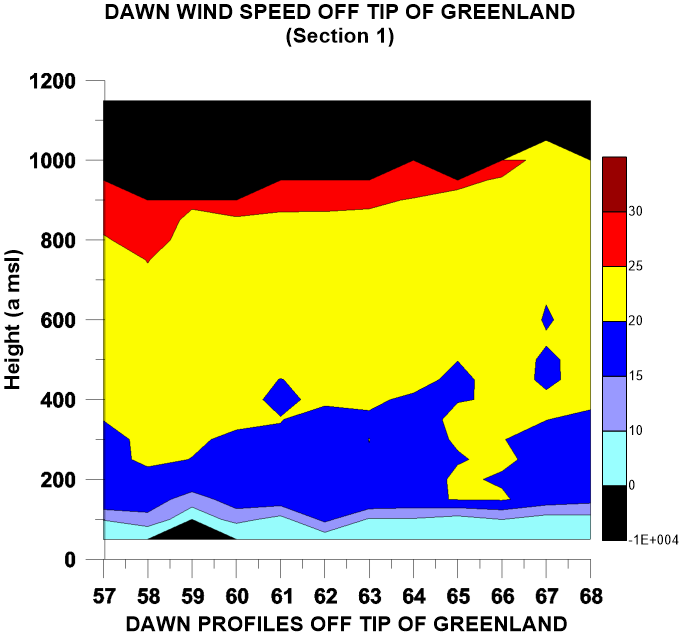 DAWN WIND SPEED OFF TIP OF GREENLAND
(Section 1)
1200
1000
800
600
400
200
0
Height (a msl)
30
25
20
15
10
0
-1E+004
57 58 59 60 61 62 63 64 65 66 67 68
DAWN PROFILES OFF TIP OF GREENLAND